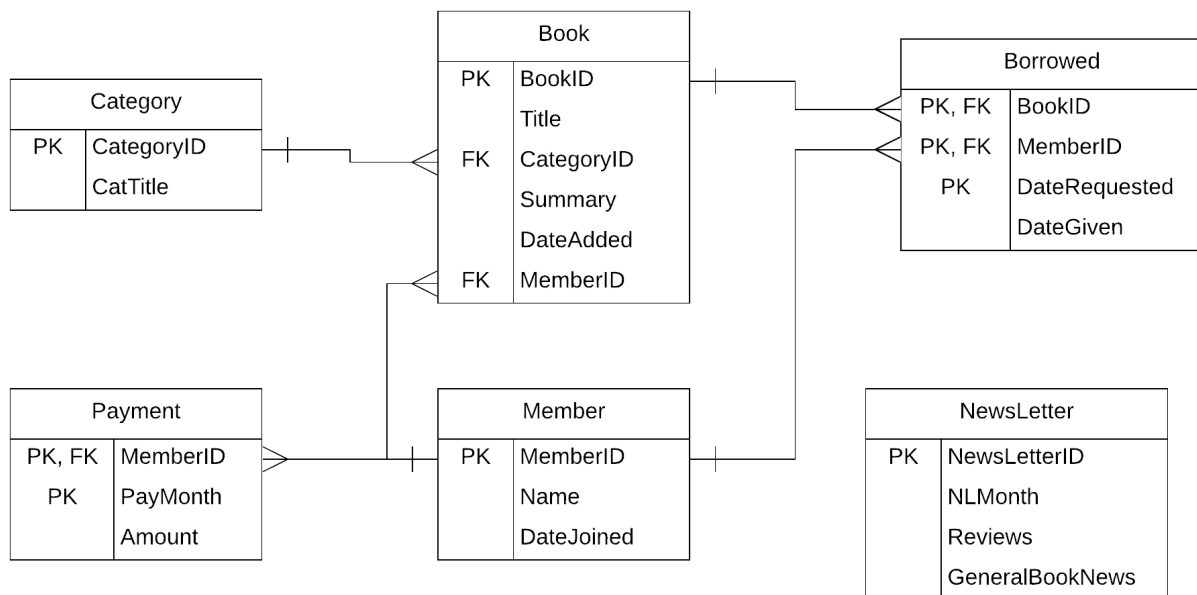 Category
PK CategoryID
CatTitle
Book
PK BookID
Title
FK CategoryID
Summary
DateAdded
FK MemberID
Borrowed
PK, FK BookID
PK, FK MemberID
PK DateRequested
DateGiven
Payment
PK, FK MemberID
PK PayMonth
Amount
Member
PK MemberID
Name
DateJoined
NewsLetter
PK NewsLetterID
NLMonth
Reviews
GeneralBookNews